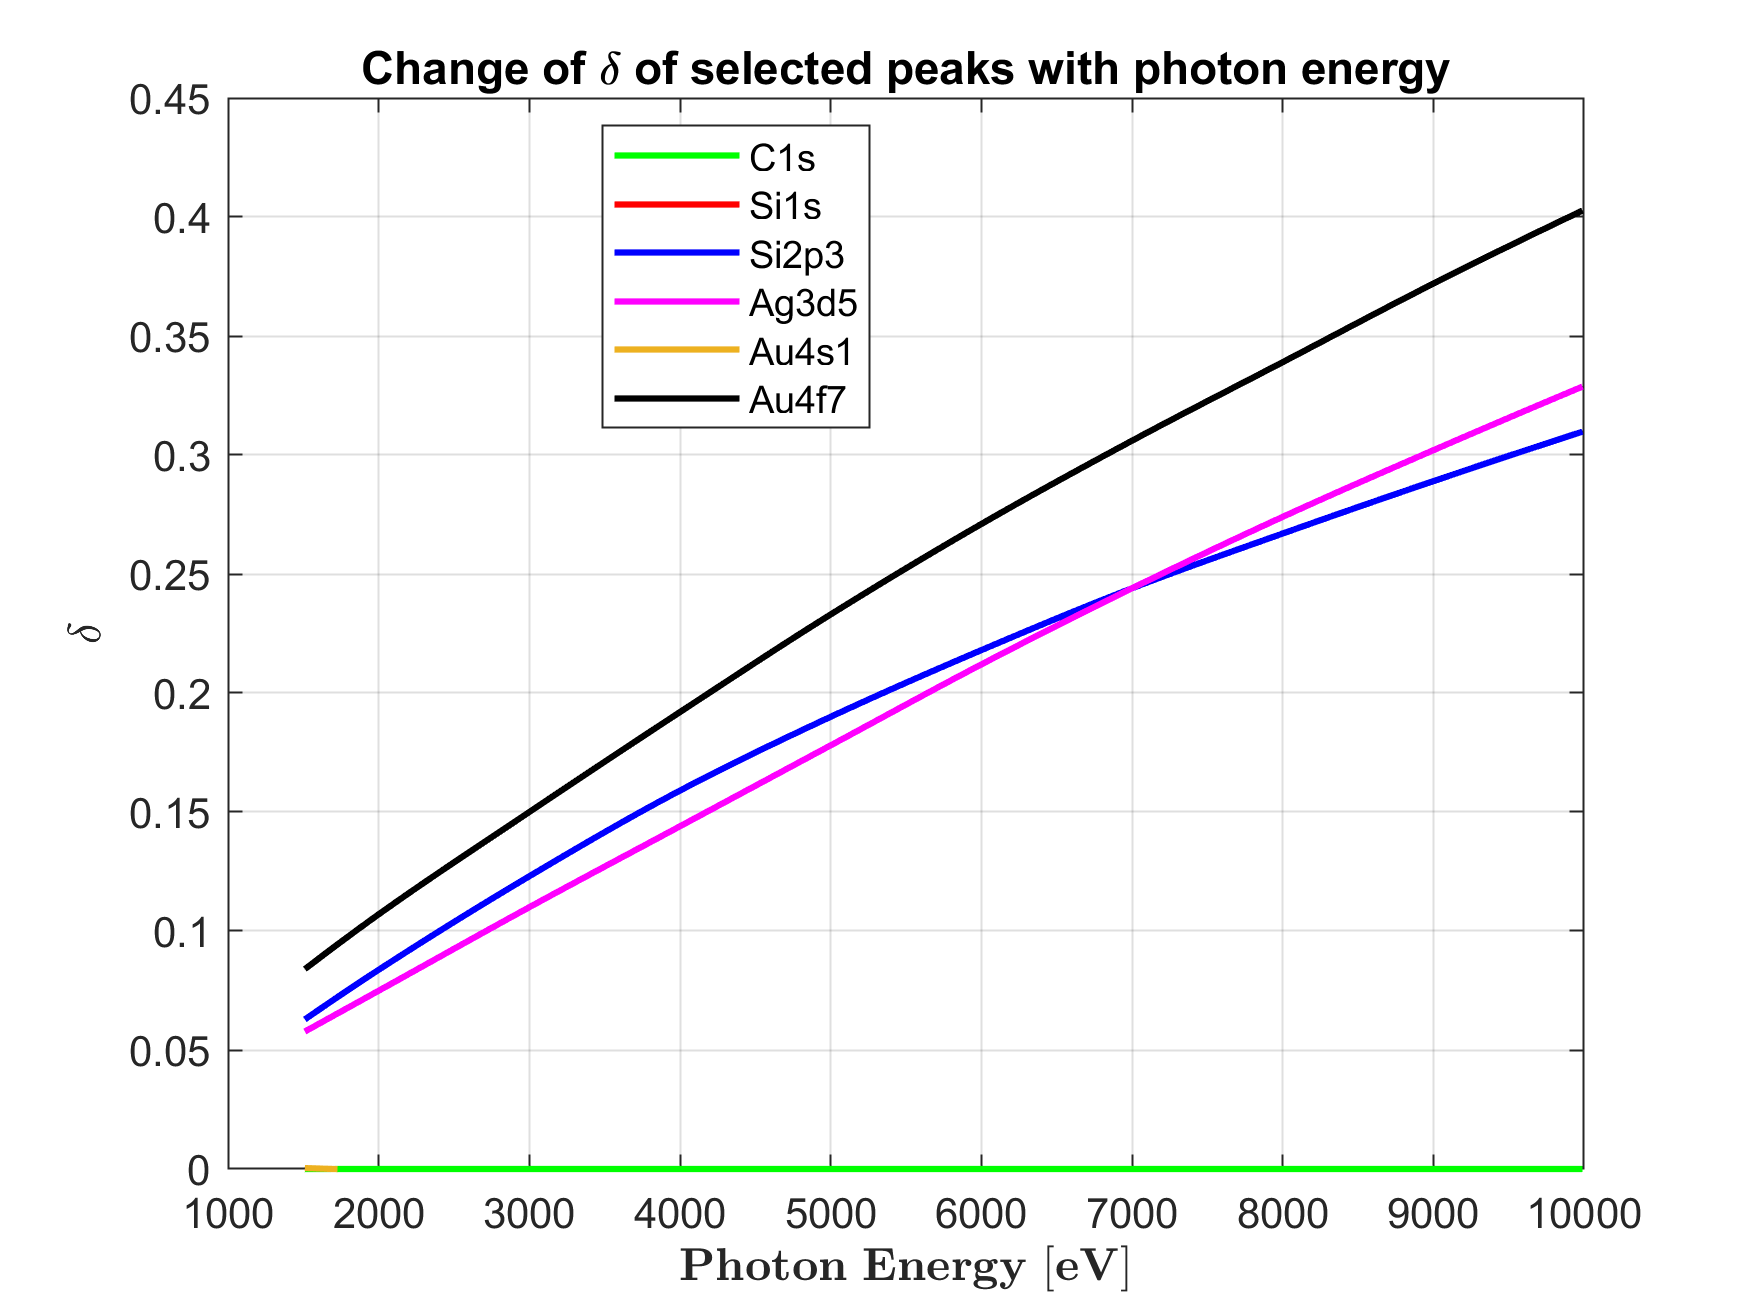 Change of δ of selected peaks with photon energy
0.45
0.4
0.35
0.3
0.25
0.2
0.15
0.1
0.05
0
δ
C1s
Si1s
Si2p3
Ag3d5
Au4s1
Au4f7
1000 2000 3000 4000 5000 6000 7000 8000 9000 10000
Photon Energy [eV]